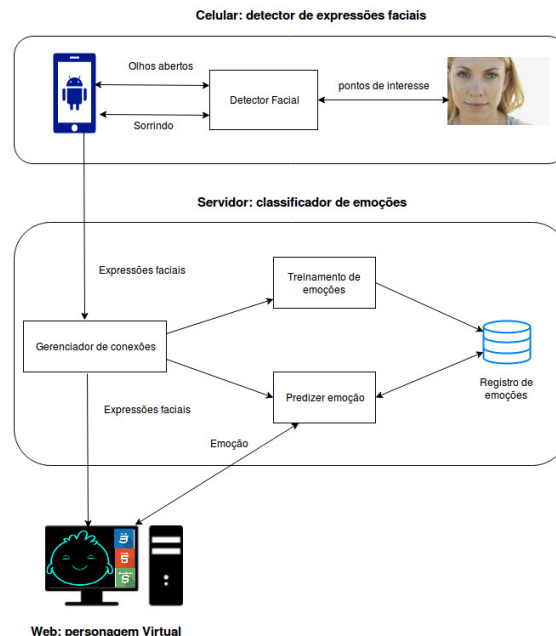 Celular: detector de expressões faciais
Olhos abertos
Detector Facial
pontos de interesse
Sorrindo
Servidor: classificador de emoções
Expressões faciais
Treinamento de
emoções
Gerenciador de conexões
Predizer emoção
Registro de
emoções
Expressões faciais
Emoção
Web: personagem Virtual